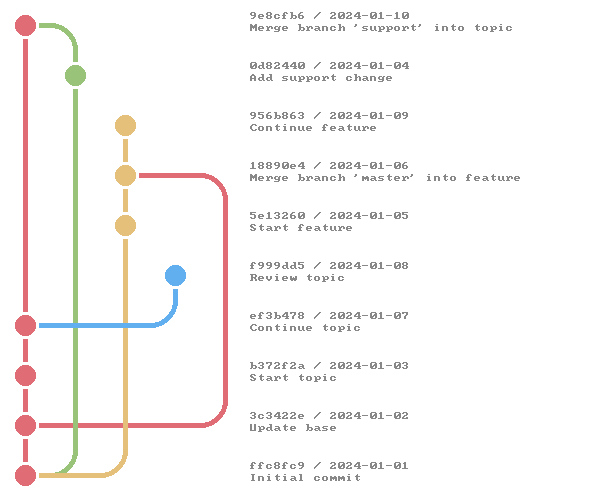 9e8cfb6 / 2024-01-10
Merge branch 'support' into topic
0d82440 / 2024-01-04
Add support change
956b863 / 2024-01-09
Continue feature
18890e4 / 2024-01-06
Merge branch 'master' into feature
5e13260 / 2024-01-05
Start feature
f999dd5 / 2024-01-08
Review topic
ef3b478 / 2024-01-07
Continue topic
b372f2a / 2024-01-03
Start topic
3c3422e / 2024-01-02
Update base
ffc8fc9 / 2024-01-01
Initial commit